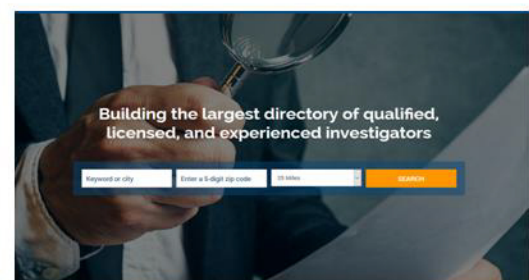 Building the largest directory of qualified,
licensed, and experienced investigators
Keyword or city Enter a 5-digit zip code 25 Miles SEARCH